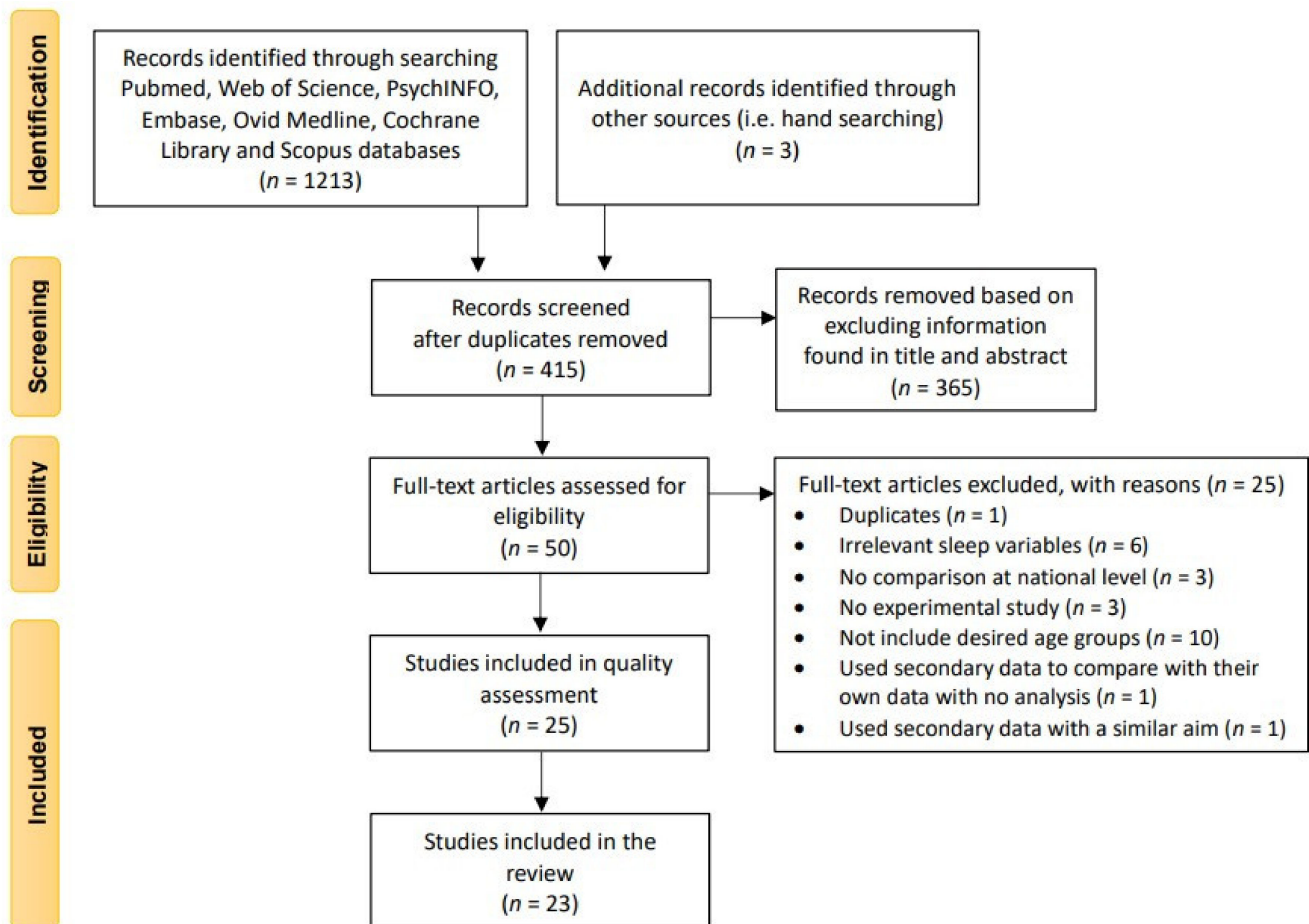 Identification
Records identified through searching
Pubmed, Web of Science, PsychINFO,
Embase, Ovid Medline, Cochrane
Library and Scopus databases
(n = 1213)
Additional records identified through
other sources (i.e. hand searching)
(n = 3)
Screening
Records screened
after duplicates removed
(n = 415)
Records removed based on
excluding information
found in title and abstract
(n = 365)
Eligibility
Full-text articles assessed for
eligibility
(n = 50)
Full-text articles excluded, with reasons (n = 25)
• Duplicates (n = 1)
• Irrelevant sleep variables (n = 6)
• No comparison at national level (n = 3)
• No experimental study (n = 3)
• Not include desired age groups (n = 10)
• Used secondary data to compare with their
own data with no analysis (n = 1)
• Used secondary data with a similar aim (n = 1)
Included
Studies included in quality
assessment
(n = 25)
Studies included in the
review
(n = 23)